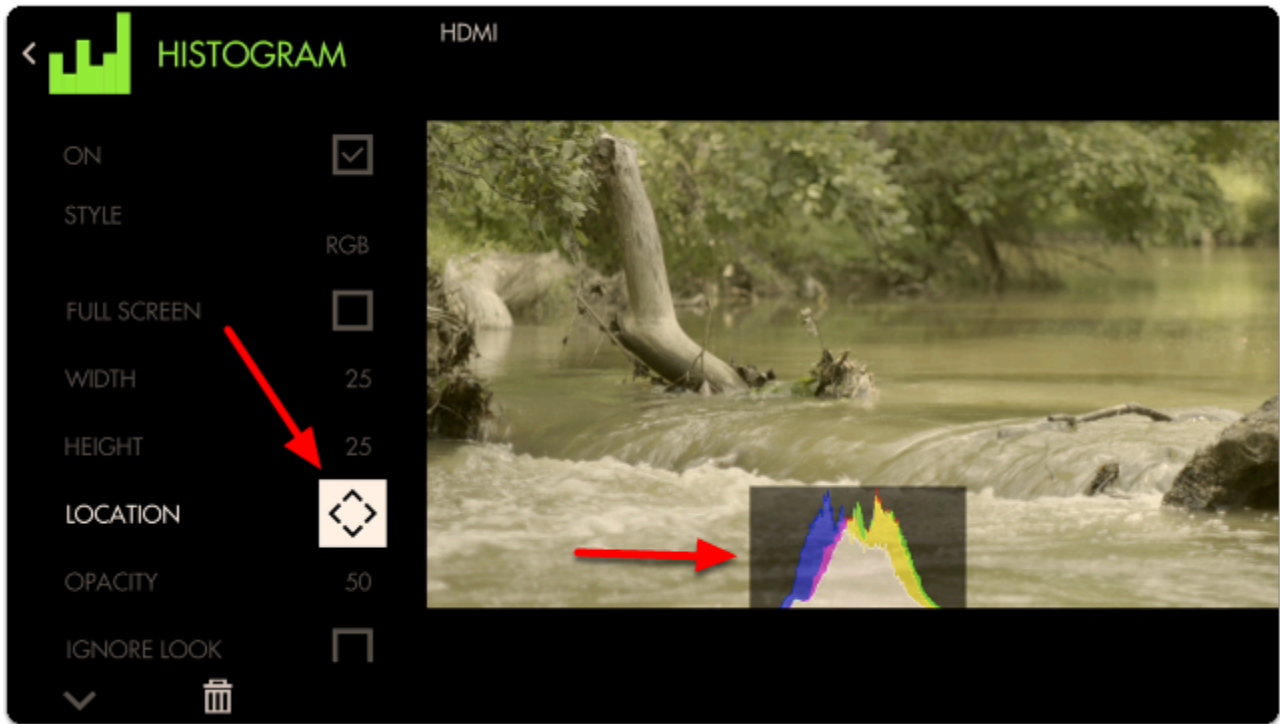 HISTOGRAM
HDMI
ON
STYLE
RGB
FULL SCREEN
WIDTH 25
HEIGHT 25
LOCATION
OPACITY 50
IGNORE LOOK